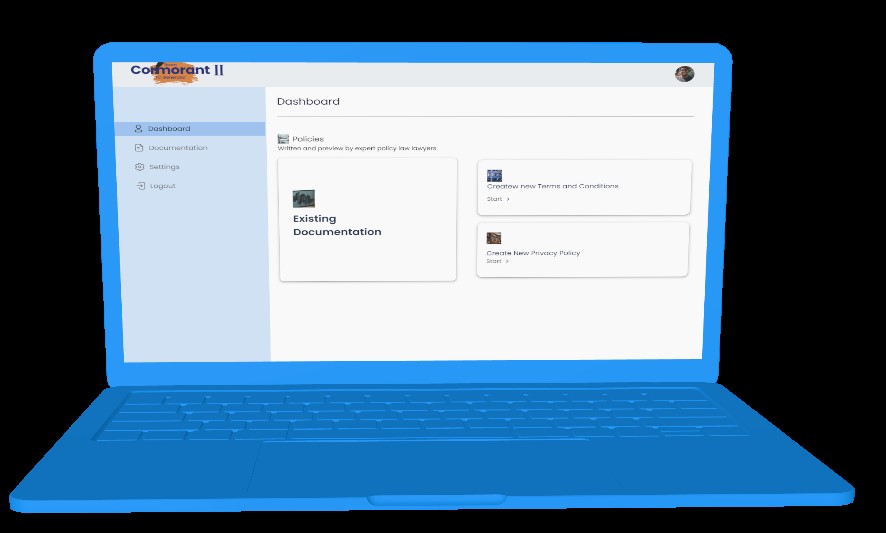 Cormorant II
Dashboard
Dashboard
Documentation
Settings
Logout
Policies
Written and preview by expert policy law lawyers
Existing
Documentation
Createw new Terms and Conditions
Start >
Create New Privacy Policy
Start >